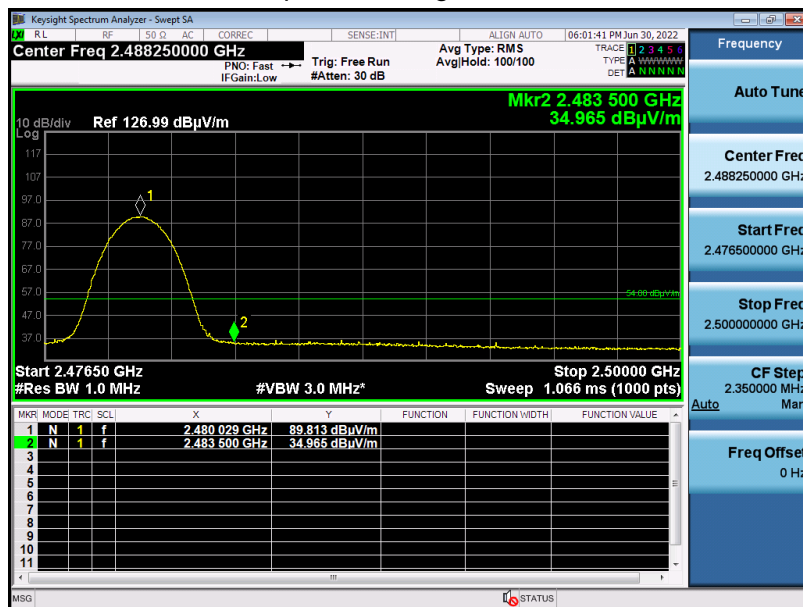 Keysight Spectrum Analyzer - Swept SA
LXI RL RF 50 Ω AC CORREC SENSE:INT ALIGN AUTO 06:01:41 PM Jun 30, 2022
Center Freq 2.488250000 GHz
PNO: Fast
IFGain:Low
Trig: Free Run
#Atten: 30 dB
Avg Type: RMS
Avg|Hold: 100/100
TRACE 1 2 3 4 5 6
TYPE A WWWWW
DET A N N N N N
Frequency
Auto Tune
Center Freq
2.488250000 GHz
Start Freq
2.476500000 GHz
Stop Freq
2.500000000 GHz
CF Step
2.350000 MHz
Auto Man
Freq Offset
0 Hz
Mkr2 2.483 500 GHz
34.965 dBµV/m
10 dB/div Ref 126.99 dBµV/m
Log
117
107
97.0
87.0
77.0
67.0
57.0
47.0
37.0
1
2
54.00 dBµV/m
Start 2.47650 GHz Stop 2.50000 GHz
#Res BW 1.0 MHz #VBW 3.0 MHz* Sweep 1.066 ms (1000 pts)
MKR MODE TRC SCL X Y FUNCTION FUNCTION WIDTH FUNCTION VALUE
1 N 1 f 2.480 029 GHz 89.813 dBµV/m
2 N 1 f 2.483 500 GHz 34.965 dBµV/m
3
4
5
6
7
8
9
10
11
MSG STATUS